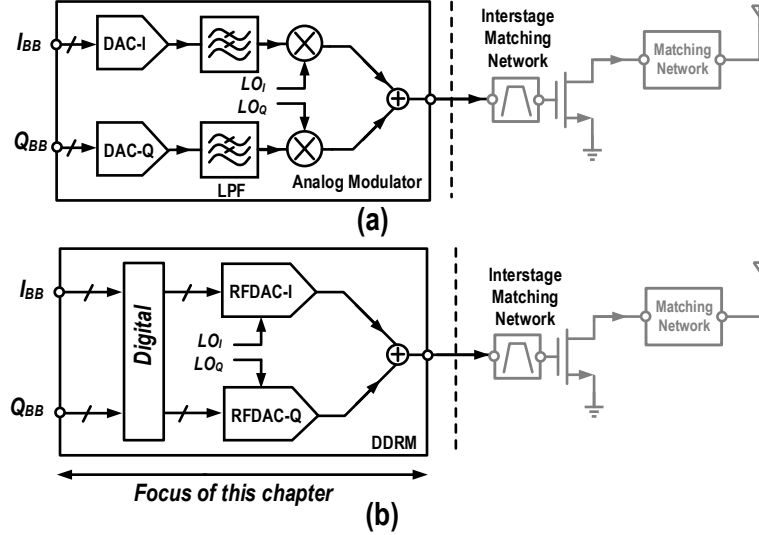 I_BB
DAC-I
LO_I
LO_Q
Q_BB
DAC-Q
LPF
Analog Modulator
Interstage
Matching
Network
Matching
Network
(a)
I_BB
Digital
RFDAC-I
LO_I
LO_Q
Q_BB
RFDAC-Q
DDRM
Interstage
Matching
Network
Matching
Network
Focus of this chapter
(b)